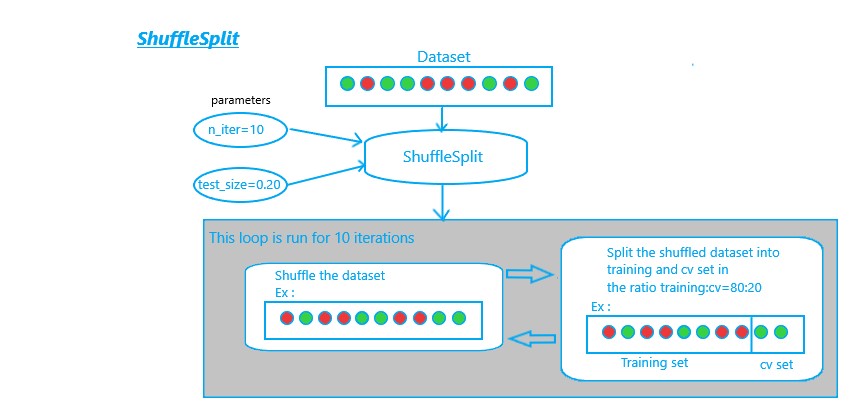 ShuffleSplit
Dataset
parameters
n_iter=10
ShuffleSplit
test_size=0.20
This loop is run for 10 iterations
Shuffle the dataset
Ex :
Split the shuffled dataset into
training and cv set in
the ratio training:cv=80:20
Ex :
Training set
cv set